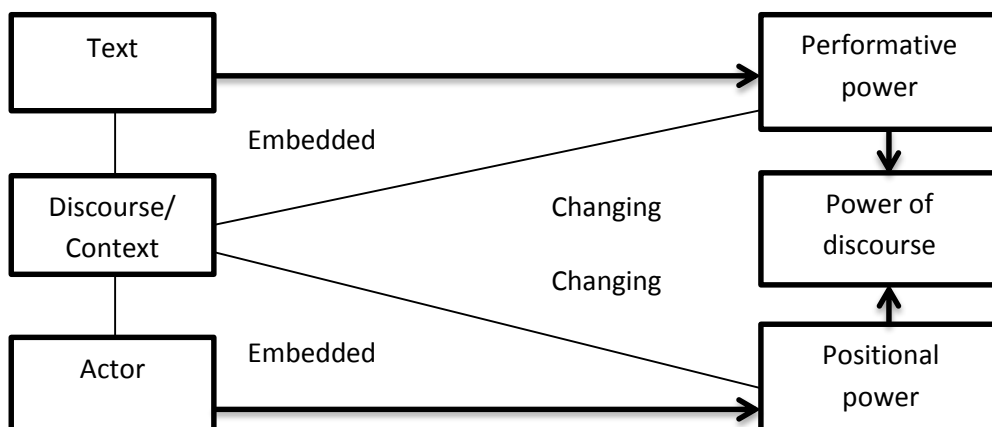 Text
Performative
power
Embedded
Discourse/
Context
Changing
Power of
discourse
Changing
Embedded
Actor
Positional
power